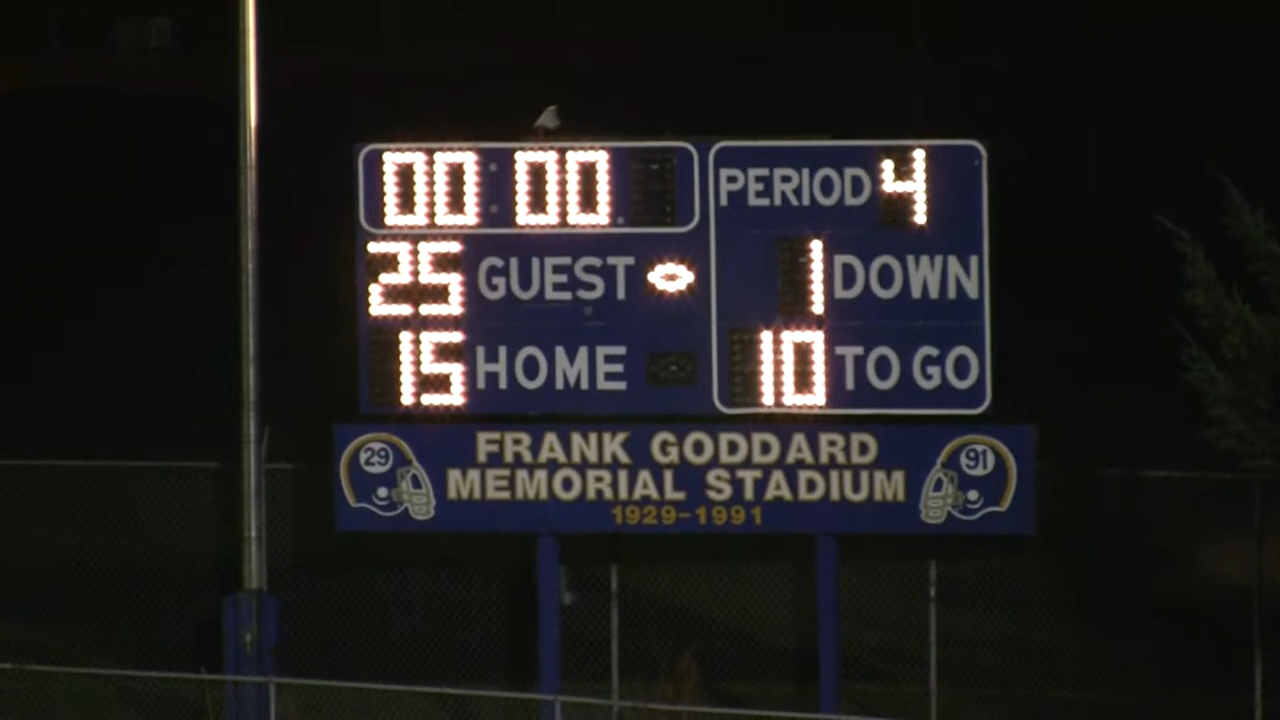 00:00
PERIOD 4
25 GUEST
1 DOWN
15 HOME
10 TO GO
FRANK GODDARD
MEMORIAL STADIUM
1929-1991
29
91